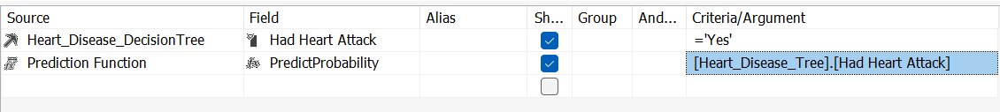 Source Field Alias Sh... Group And... Criteria/Argument
Heart_Disease_DecisionTree Had Heart Attack ='Yes'
Prediction Function PredictProbability [Heart_Disease_Tree].[Had Heart Attack]